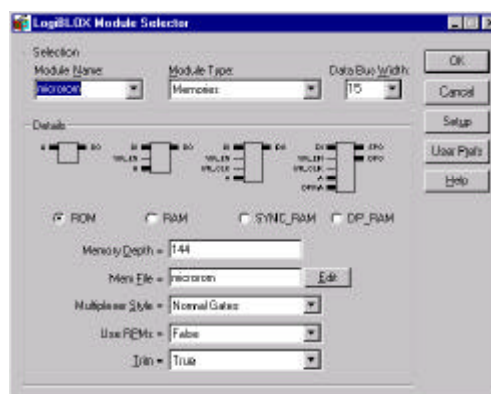 LogiBLOX Module Selector
Selection
Module Name: Module Type: Data Bus Width:
microrom Memories 15
OK
Cancel
Setup
User Prefs
Help
Details
ROM RAM SYNC_RAM DP_RAM
Memory Depth = 144
Mem File = microrom Edit
Multiplexer Style = Normal Gates
Use RPMs = False
Trim = True